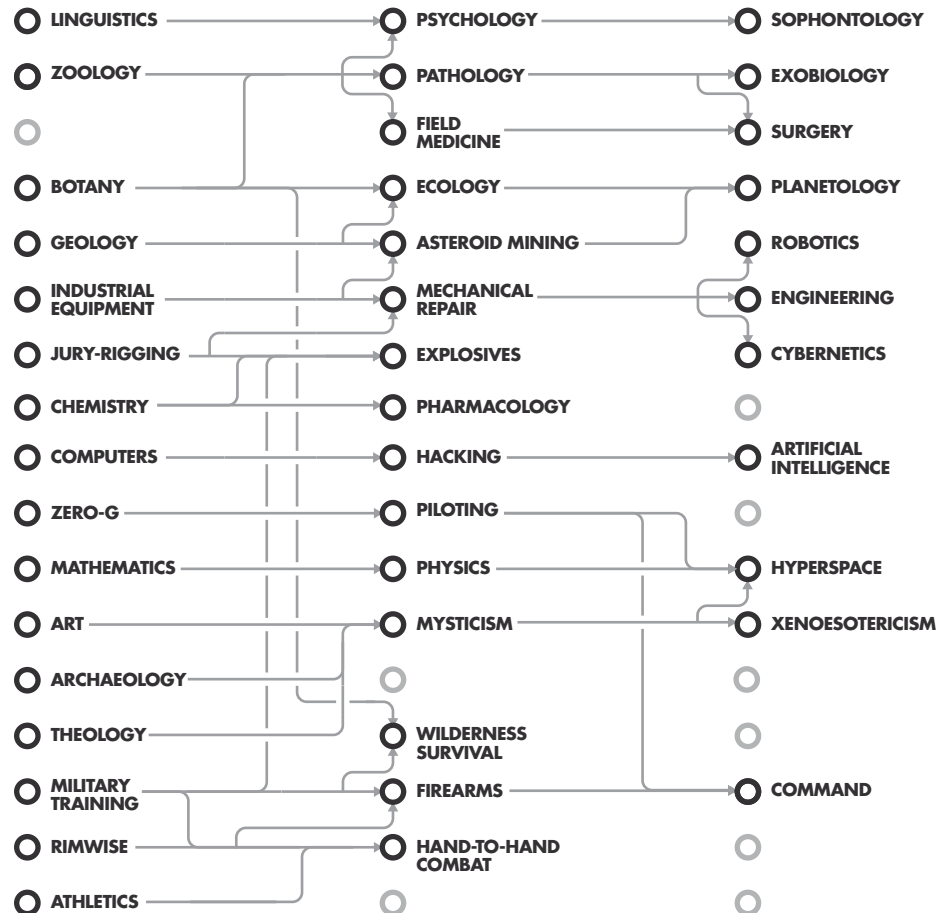 LINGUISTICS
PSYCHOLOGY
SOPHONTOLOGY
ZOOLOGY
PATHOLOGY
EXOBIOLOGY
FIELD
MEDICINE
SURGERY
BOTANY
ECOLOGY
PLANETOLOGY
GEOLOGY
ASTEROID MINING
ROBOTICS
INDUSTRIAL
EQUIPMENT
MECHANICAL
REPAIR
ENGINEERING
JURY-RIGGING
EXPLOSIVES
CYBERNETICS
CHEMISTRY
PHARMACOLOGY
COMPUTERS
HACKING
ARTIFICIAL
INTELLIGENCE
ZERO-G
PILOTING
MATHEMATICS
PHYSICS
HYPERSPACE
ART
MYSTICISM
XENOESOTERICISM
ARCHAEOLOGY
THEOLOGY
WILDERNESS
SURVIVAL
MILITARY
TRAINING
FIREARMS
COMMAND
RIMWISE
HAND-TO-HAND
COMBAT
ATHLETICS